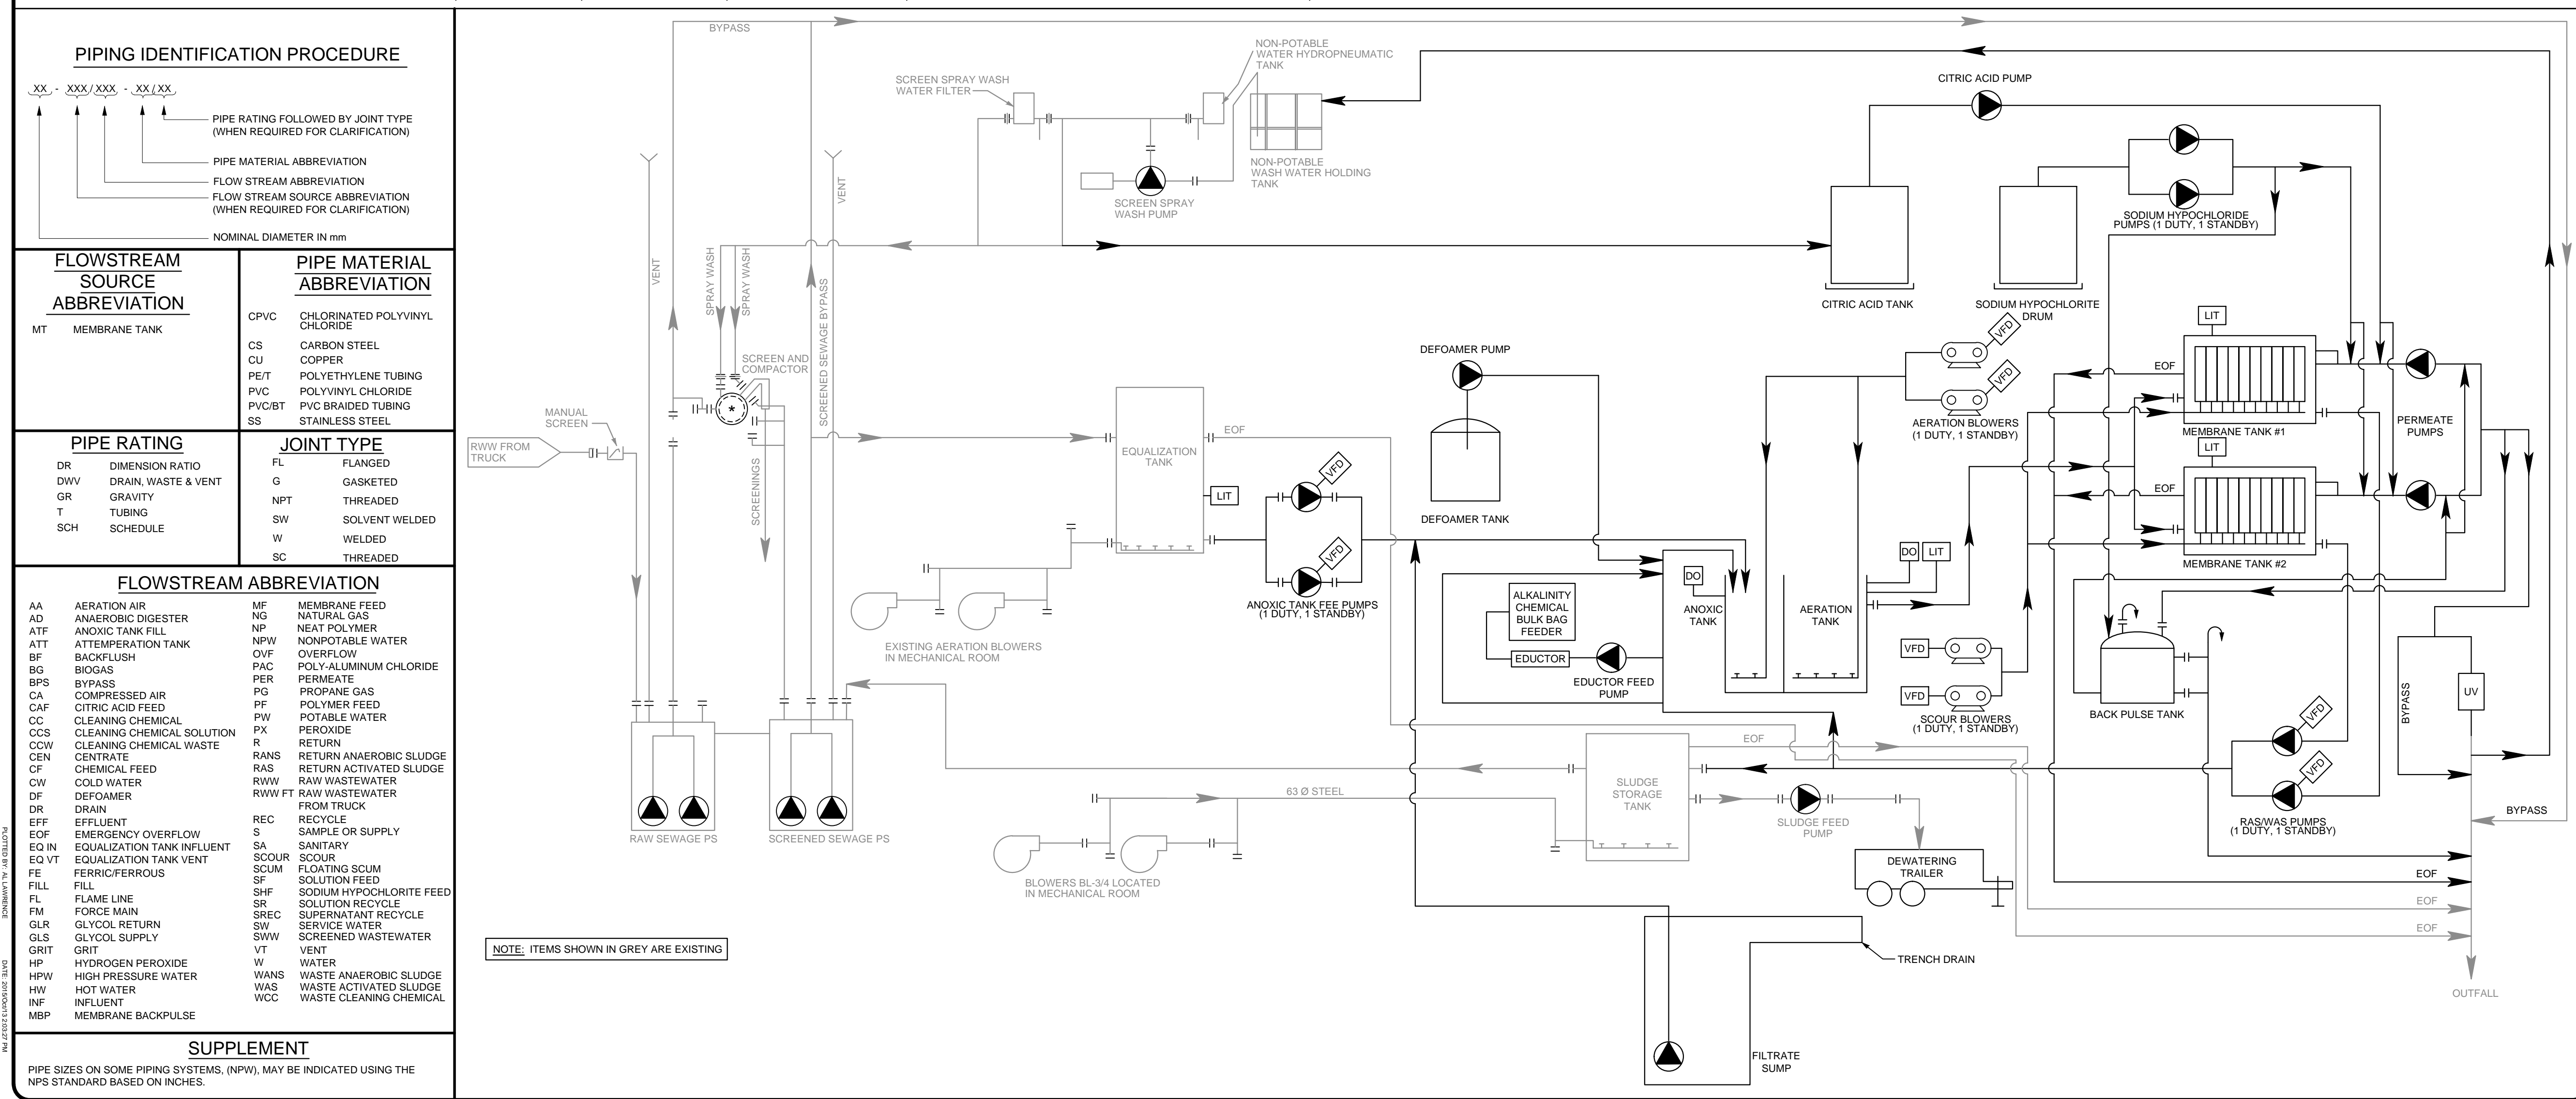 PIPING IDENTIFICATION PROCEDURE
XX - XXX/XXX - XX/XX
PIPE RATING FOLLOWED BY JOINT TYPE
(WHEN REQUIRED FOR CLARIFICATION)
PIPE MATERIAL ABBREVIATION
FLOW STREAM ABBREVIATION
FLOW STREAM SOURCE ABBREVIATION
(WHEN REQUIRED FOR CLARIFICATION)
NOMINAL DIAMETER IN mm
FLOWSTREAM
SOURCE
ABBREVIATION
MT MEMBRANE TANK
PIPE MATERIAL
ABBREVIATION
CPVC CHLORINATED POLYVINYL
CHLORIDE
CS CARBON STEEL
CU COPPER
PE/T POLYETHYLENE TUBING
PVC POLYVINYL CHLORIDE
PVC/BT PVC BRAIDED TUBING
SS STAINLESS STEEL
PIPE RATING
DR DIMENSION RATIO
DWV DRAIN, WASTE & VENT
GR GRAVITY
T TUBING
SCH SCHEDULE
JOINT TYPE
FL FLANGED
G GASKETED
NPT THREADED
SW SOLVENT WELDED
W WELDED
SC THREADED
FLOWSTREAM ABBREVIATION
AA AERATION AIR
AD ANAEROBIC DIGESTER
ATF ANOXIC TANK FILL
ATT ATTEMPERATION TANK
BF BACKFLUSH
BG BIOGAS
BPS BYPASS
CA COMPRESSED AIR
CAF CITRIC ACID FEED
CC CLEANING CHEMICAL
CCS CLEANING CHEMICAL SOLUTION
CCW CLEANING CHEMICAL WASTE
CEN CENTRATE
CF CHEMICAL FEED
CW COLD WATER
DF DEFOAMER
DR DRAIN
EFF EFFLUENT
EOF EMERGENCY OVERFLOW
EQ IN EQUALIZATION TANK INFLUENT
EQ VT EQUALIZATION TANK VENT
FE FERRIC/FERROUS
FILL FILL
FL FLAME LINE
FM FORCE MAIN
GLR GLYCOL RETURN
GLS GLYCOL SUPPLY
GRIT GRIT
HP HYDROGEN PEROXIDE
HPW HIGH PRESSURE WATER
HW HOT WATER
INF INFLUENT
MBP MEMBRANE BACKPULSE
MF MEMBRANE FEED
NG NATURAL GAS
NP NEAT POLYMER
NPW NONPOTABLE WATER
OVF OVERFLOW
PAC POLY-ALUMINUM CHLORIDE
PER PERMEATE
PG PROPANE GAS
PF POLYMER FEED
PW POTABLE WATER
PX PEROXIDE
R RETURN
RANS RETURN ANAEROBIC SLUDGE
RAS RETURN ACTIVATED SLUDGE
RWW RAW WASTEWATER
RWW FT RAW WASTEWATER
FROM TRUCK
REC RECYCLE
S SAMPLE OR SUPPLY
SA SANITARY
SCOUR SCOUR
SCUM FLOATING SCUM
SF SOLUTION FEED
SHF SODIUM HYPOCHLORITE FEED
SR SOLUTION RECYCLE
SREC SUPERNATANT RECYCLE
SW SERVICE WATER
SWW SCREENED WASTEWATER
VT VENT
W WATER
WANS WASTE ANAEROBIC SLUDGE
WAS WASTE ACTIVATED SLUDGE
WCC WASTE CLEANING CHEMICAL
SUPPLEMENT
PIPE SIZES ON SOME PIPING SYSTEMS, (NPW), MAY BE INDICATED USING THE
NPS STANDARD BASED ON INCHES.
PLOTTED BY: AL LAWRENCE
DATE: 2015/Oct/13 2:03:27 PM
BYPASS
SCREEN SPRAY WASH
WATER FILTER
NON-POTABLE
WATER HYDROPNEUMATIC
TANK
NON-POTABLE
WASH WATER HOLDING
TANK
SCREEN SPRAY
WASH PUMP
VENT
VENT
SPRAY WASH
SPRAY WASH
SCREENED SEWAGE BYPASS
SCREEN AND
COMPACTOR
*
MANUAL
SCREEN
RWW FROM
TRUCK
SCREENINGS
RAW SEWAGE PS
SCREENED SEWAGE PS
EQUALIZATION
TANK
EOF
LIT
EXISTING AERATION BLOWERS
IN MECHANICAL ROOM
VFD
VFD
ANOXIC TANK FEE PUMPS
(1 DUTY, 1 STANDBY)
DEFOAMER PUMP
DEFOAMER TANK
ALKALINITY
CHEMICAL
BULK BAG
FEEDER
EDUCTOR
EDUCTOR FEED
PUMP
DO
ANOXIC
TANK
AERATION
TANK
DO
LIT
CITRIC ACID PUMP
CITRIC ACID TANK
SODIUM HYPOCHLORIDE
PUMPS (1 DUTY, 1 STANDBY)
SODIUM HYPOCHLORITE
DRUM
VFD
VFD
AERATION BLOWERS
(1 DUTY, 1 STANDBY)
LIT
EOF
MEMBRANE TANK #1
LIT
EOF
MEMBRANE TANK #2
PERMEATE
PUMPS
VFD
VFD
SCOUR BLOWERS
(1 DUTY, 1 STANDBY)
BACK PULSE TANK
BYPASS
UV
VFD
VFD
RAS/WAS PUMPS
(1 DUTY, 1 STANDBY)
BYPASS
EOF
EOF
EOF
OUTFALL
EOF
SLUDGE
STORAGE
TANK
63 Ø STEEL
BLOWERS BL-3/4 LOCATED
IN MECHANICAL ROOM
SLUDGE FEED
PUMP
DEWATERING
TRAILER
TRENCH DRAIN
FILTRATE
SUMP
NOTE: ITEMS SHOWN IN GREY ARE EXISTING